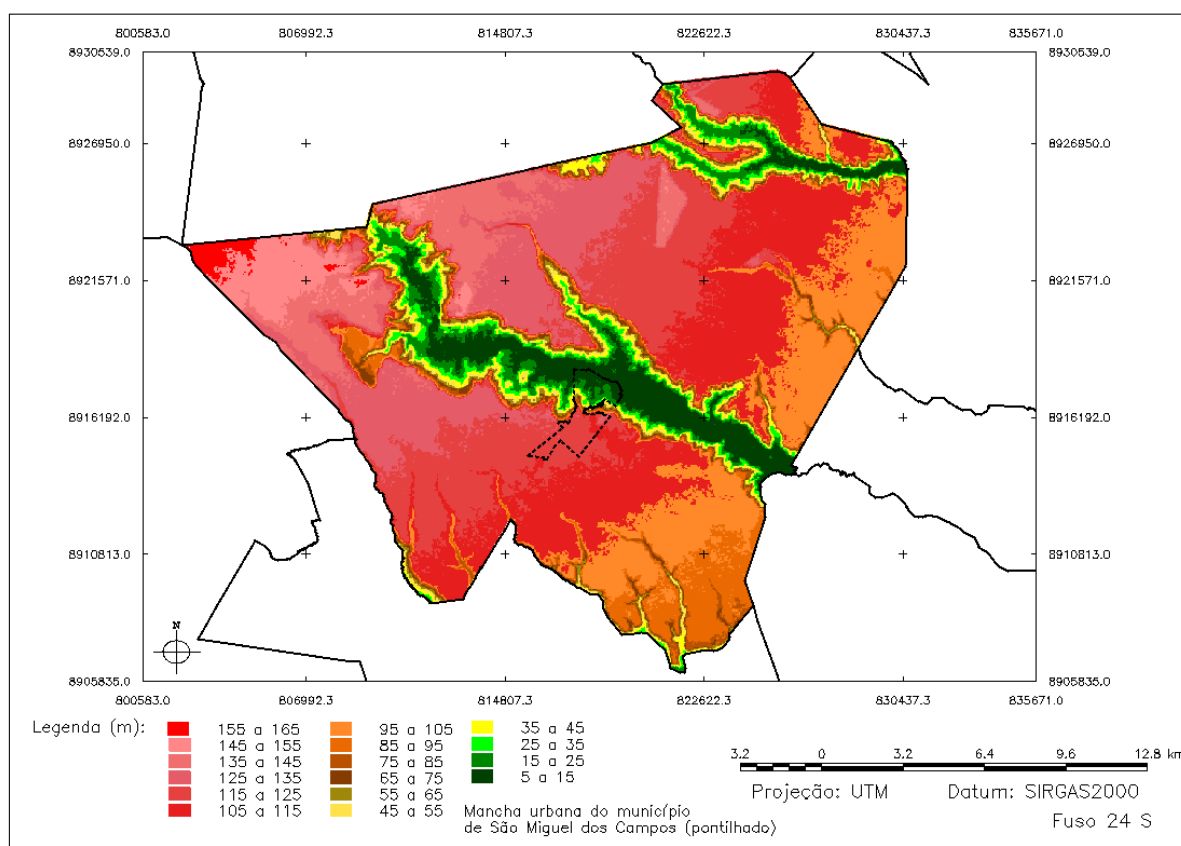 800583.0 806992.3 814807.3 822622.3 830437.3 835671.0
8930539.0 8930539.0
8926950.0 8926950.0
8921571.0 8921571.0
8916192.0 8916192.0
8910813.0 8910813.0
N
8905835.0 8905835.0
800583.0 806992.3 814807.3 822622.3 830437.3 835671.0
Legenda (m):
155 a 165
145 a 155
135 a 145
125 a 135
115 a 125
105 a 115
95 a 105
85 a 95
75 a 85
65 a 75
55 a 65
45 a 55
35 a 45
25 a 35
15 a 25
5 a 15
Mancha urbana do município
de São Miguel dos Campos (pontilhado)
3.2 0 3.2 6.4 9.6 12.8 km
Projeção: UTM Datum: SIRGAS2000
Fuso 24 S